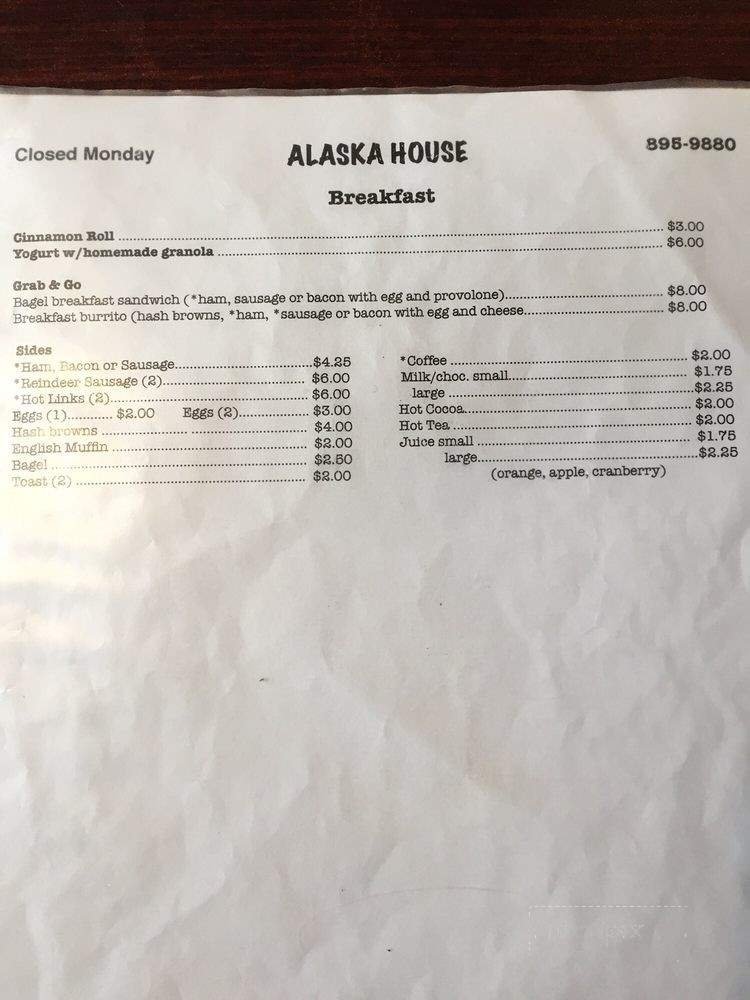 Closed Monday ALASKA HOUSE 895-9880
Breakfast
Cinnamon Roll ........ $3.00
Yogurt w/homemade granola ........ $6.00
Grab & Go
Bagel breakfast sandwich (*ham, sausage or bacon with egg and provolone)........ $8.00
Breakfast burrito (hash browns, *ham, *sausage or bacon with egg and cheese........ $8.00
Sides
*Ham, Bacon or Sausage........$4.25
*Reindeer Sausage (2)........ $6.00
*Hot Links (2)........ $6.00
Eggs (1)........ $2.00 Eggs (2)........ $3.00
Hash browns ........ $4.00
English Muffin ........ $2.00
Bagel ........ $2.50
Toast (2) ........ $2.00
*Coffee ........ $2.00
Milk/choc. small........ $1.75
large ........$2.25
Hot Cocoa........ $2.00
Hot Tea ........ $2.00
Juice small ........ $1.75
large........$2.25
(orange, apple, cranberry)